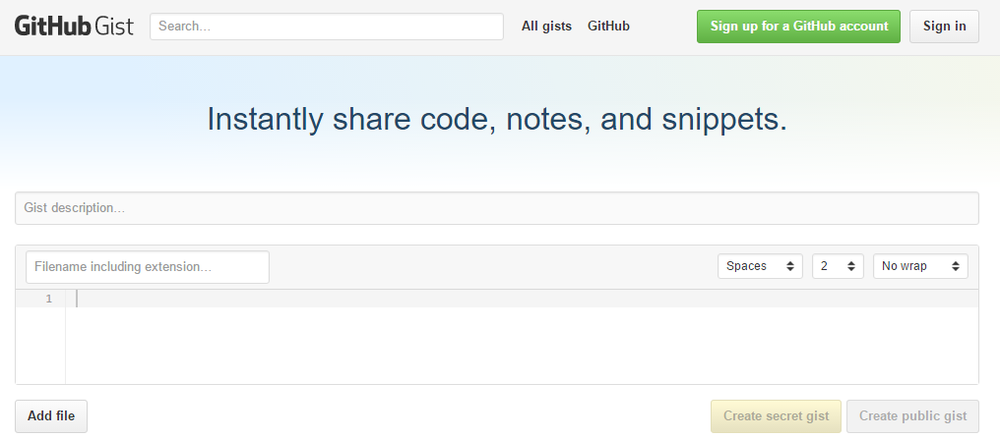 GitHub Gist Search... All gists GitHub Sign up for a GitHub account Sign in
Instantly share code, notes, and snippets.
Gist description...
Filename including extension... Spaces 2 No wrap
1
Add file Create secret gist Create public gist